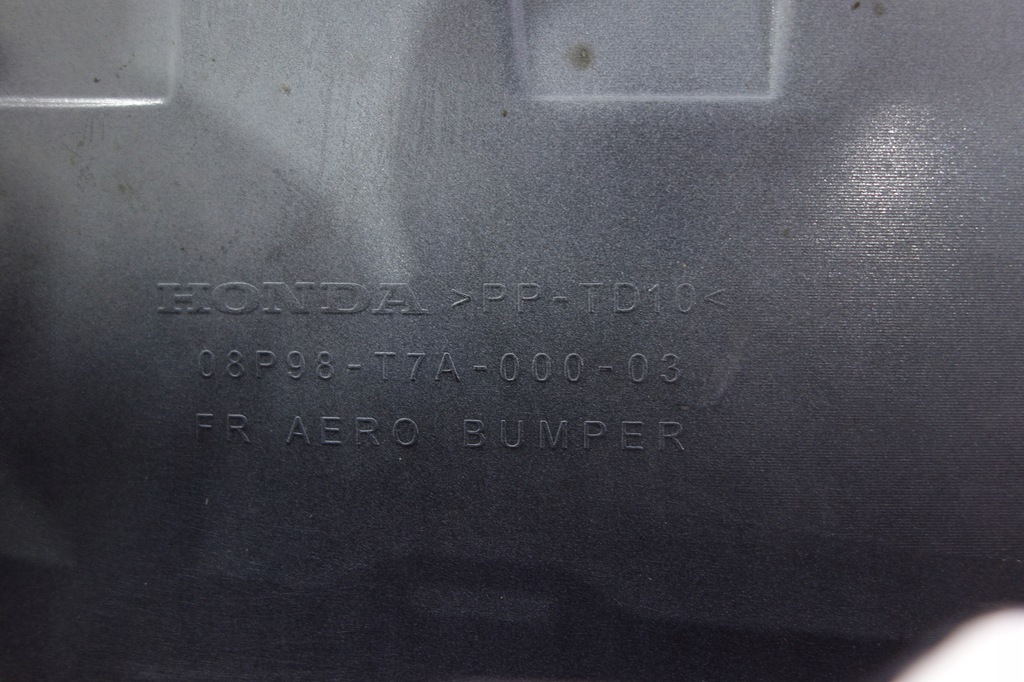 HONDA >PP-TD10<
08P98-T7A-000-03
FR AERO BUMPER